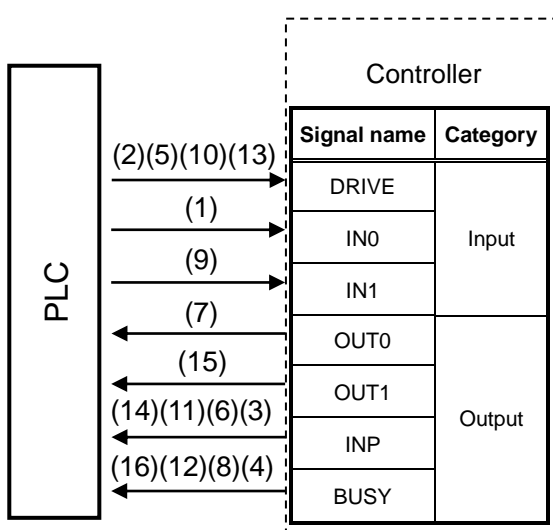 Controller
Signal name Category
(2)(5)(10)(13)
DRIVE
(1)
IN0
Input
(9)
IN1
PLC
(7)
OUT0
(15)
OUT1
(14)(11)(6)(3)
Output
INP
(16)(12)(8)(4)
BUSY